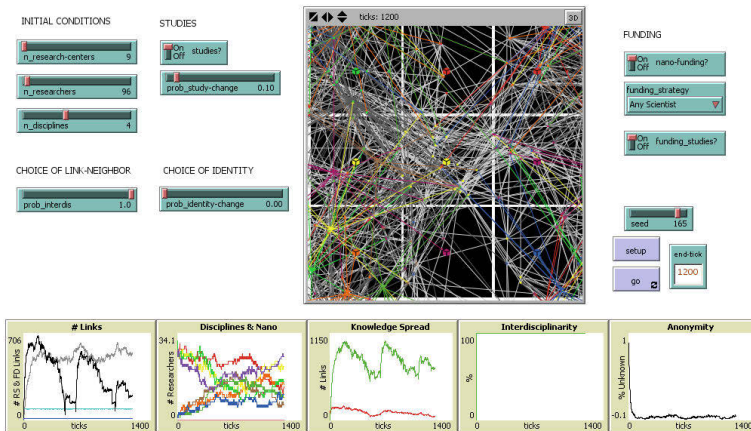 INITIAL CONDITIONS
n_research-centers 9
n_researchers 96
n_disciplines 4
STUDIES
On
Off
studies?
prob_study-change 0.10
CHOICE OF LINK-NEIGHBOR
prob_interdis 1.0
CHOICE OF IDENTITY
prob_identity-change 0.00
ticks: 1200
3D
FUNDING
On
Off
nano-funding?
funding_strategy
Any Scientist
On
Off
funding_studies?
seed 165
setup
go
end-tick
1200
# Links
706
# RS & FD Links
0
0 ticks 1400
Disciplines & Nano
34.1
# Researchers
0
0 ticks 1400
Knowledge Spread
1150
# Links
0
0 ticks 1400
Interdisciplinarity
100
%
0
0 ticks 1400
Anonymity
1
% Unknown
-0.1
0 ticks 1400